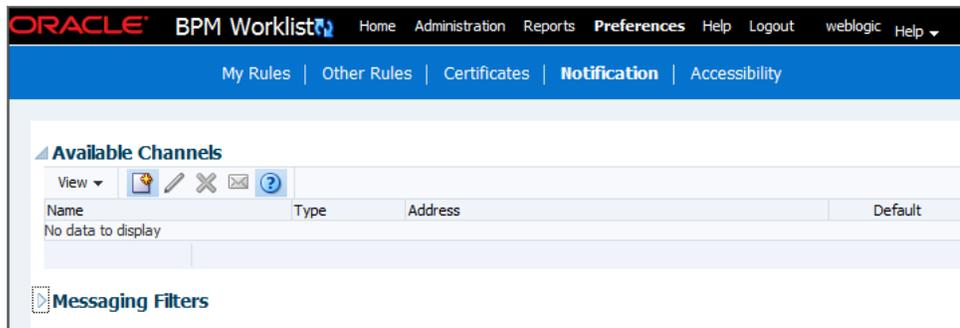 ORACLE BPM Worklist Home Administration Reports Preferences Help Logout weblogic Help
My Rules | Other Rules | Certificates | Notification | Accessibility
Available Channels
View
Name Type Address Default
No data to display
Messaging Filters